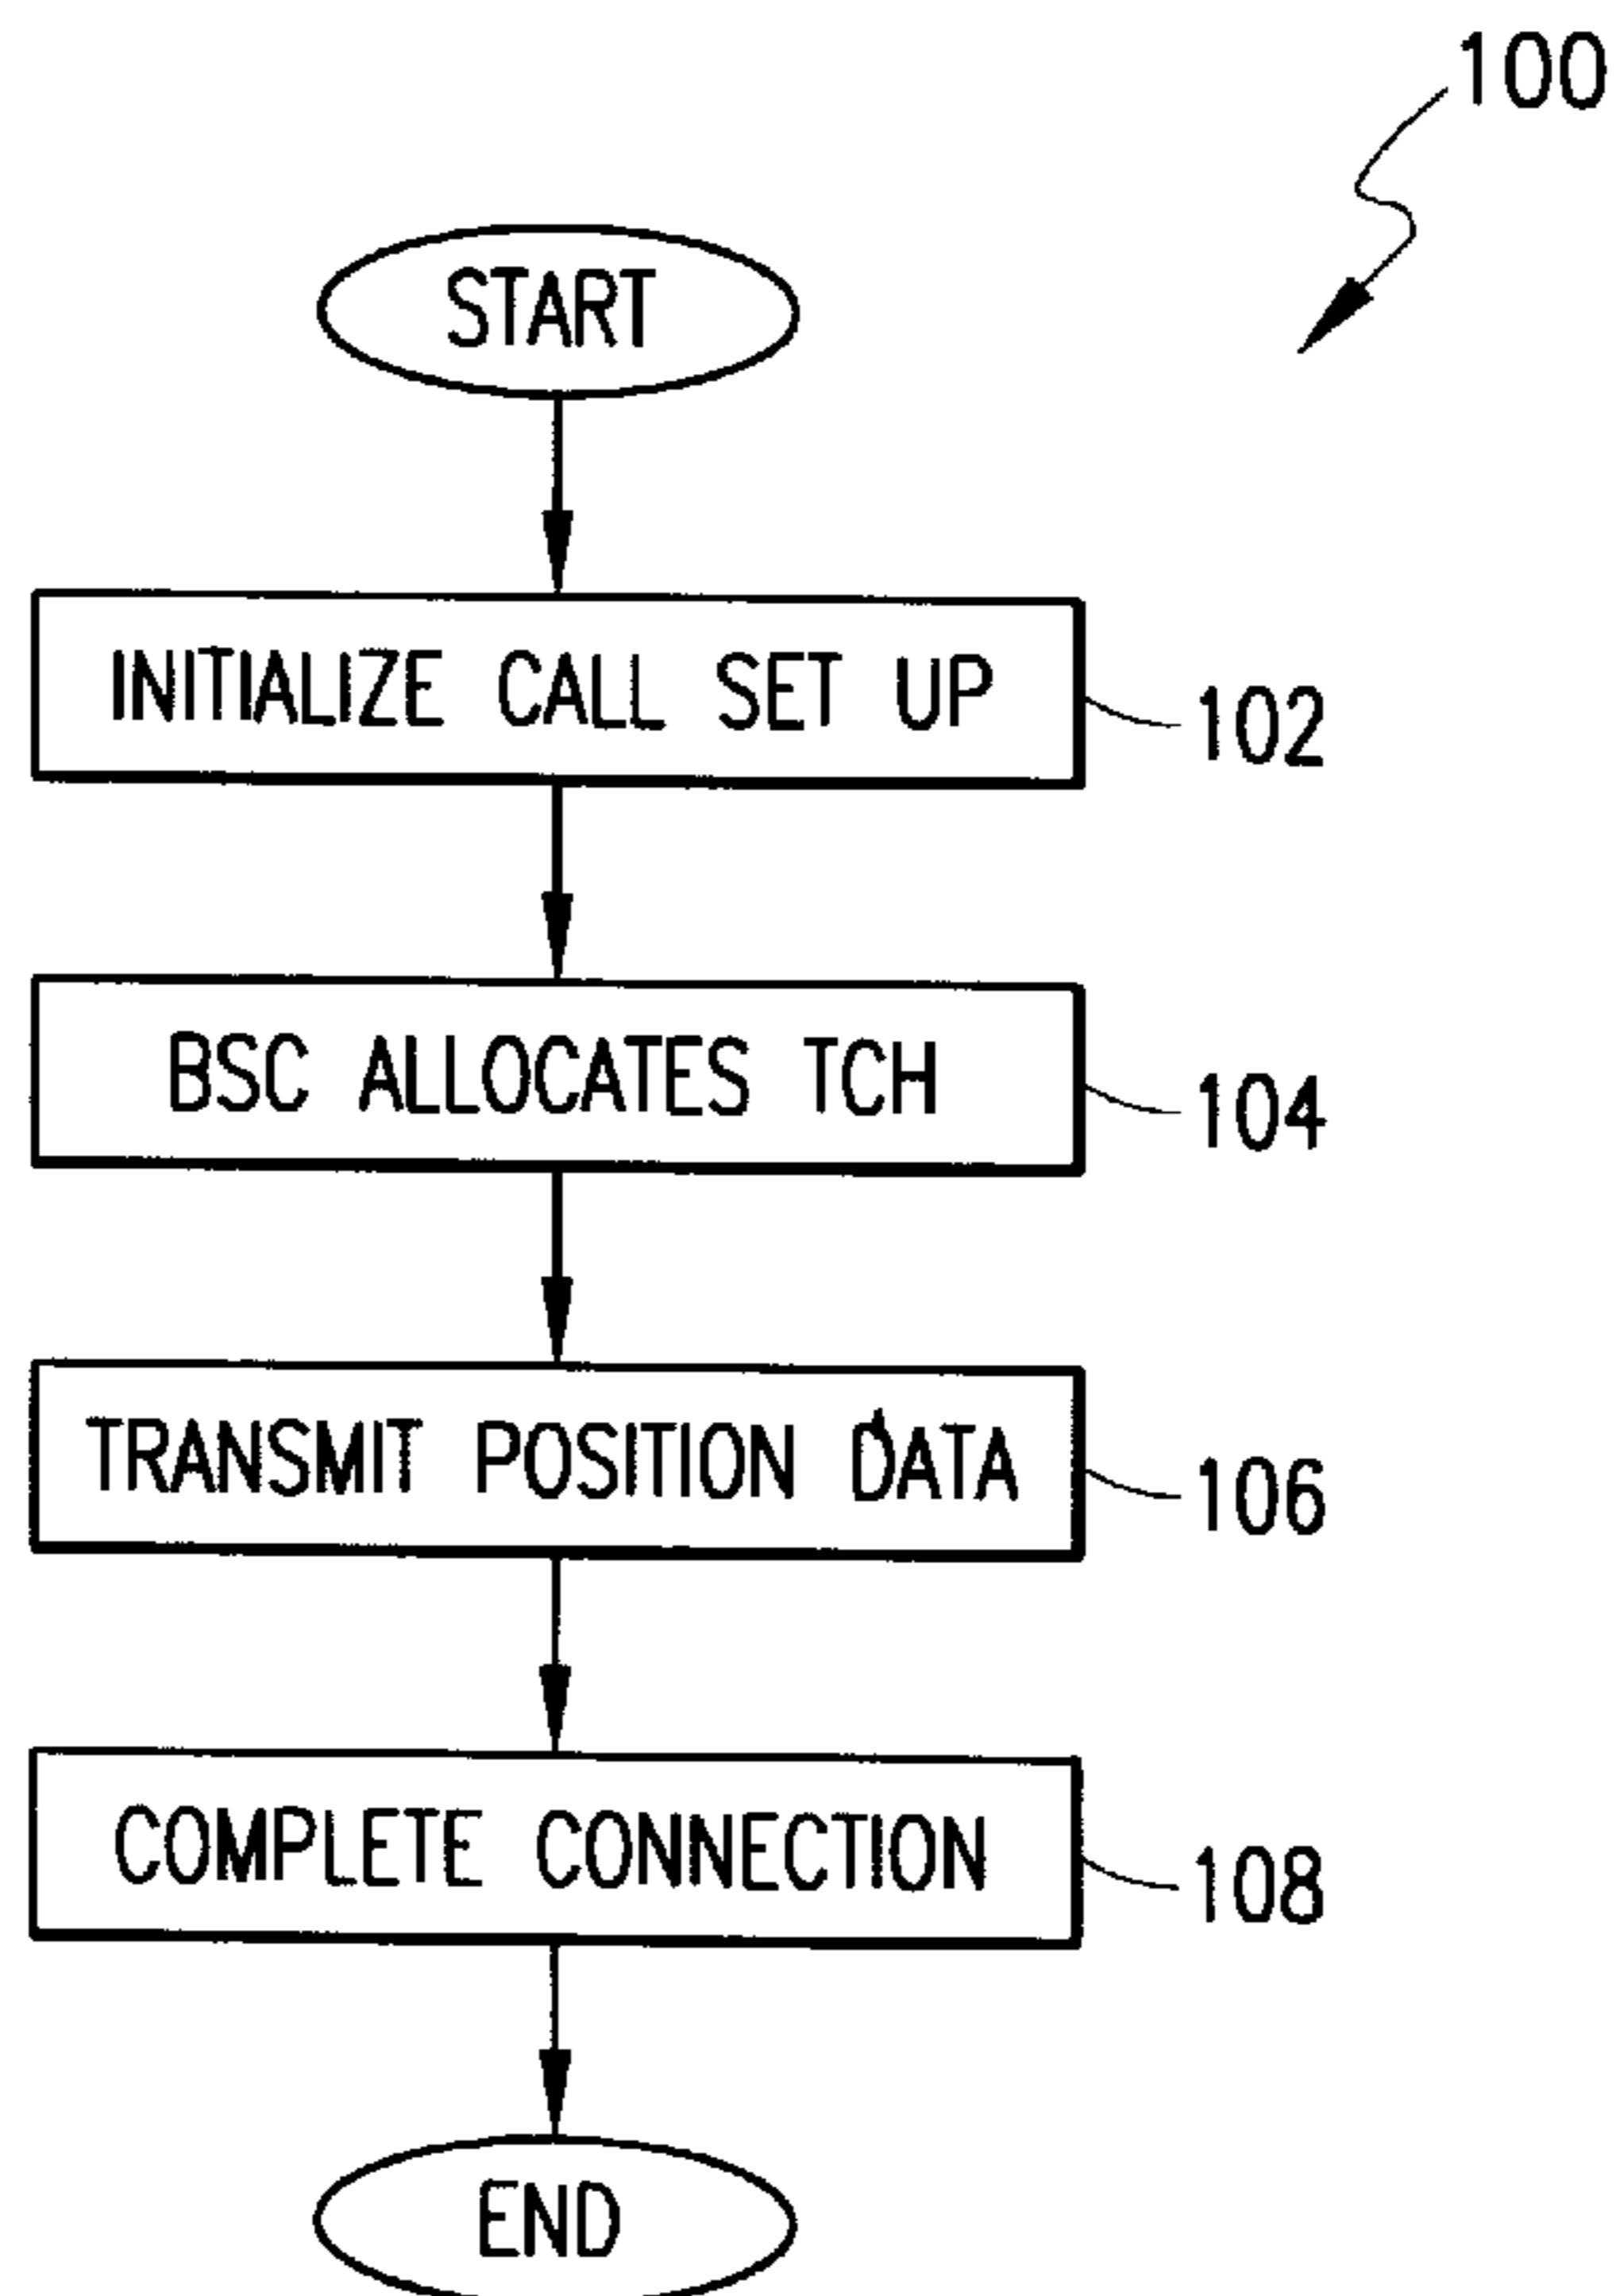 100
START
INITIALIZE CALL SET UP
102
BSC ALLOCATES TCH
104
TRANSMIT POSITION DATA
106
COMPLETE CONNECTION
108
END